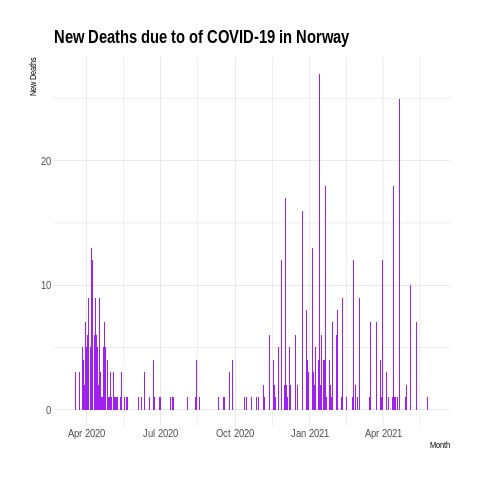 New Deaths due to of COVID-19 in Norway
New Deaths
20
10
0
Apr 2020 Jul 2020 Oct 2020 Jan 2021 Apr 2021
Month